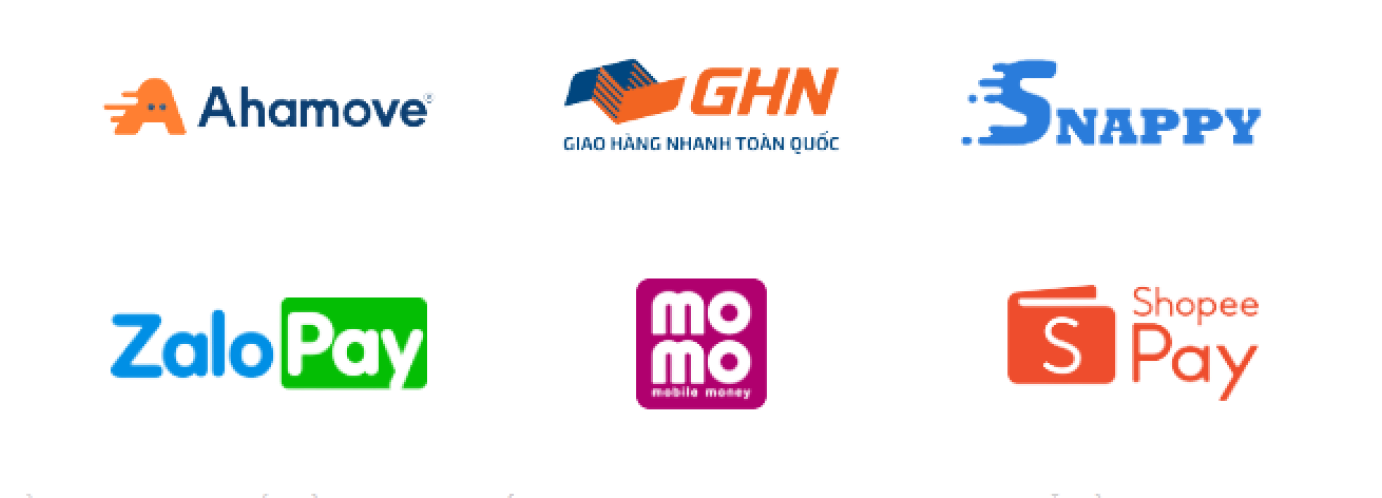 Ahamove®
GHN
GIAO HÀNG NHANH TOÀN QUỐC
SNAPPY
ZaloPay
mo
mo
mobile money
S
Shopee
Pay